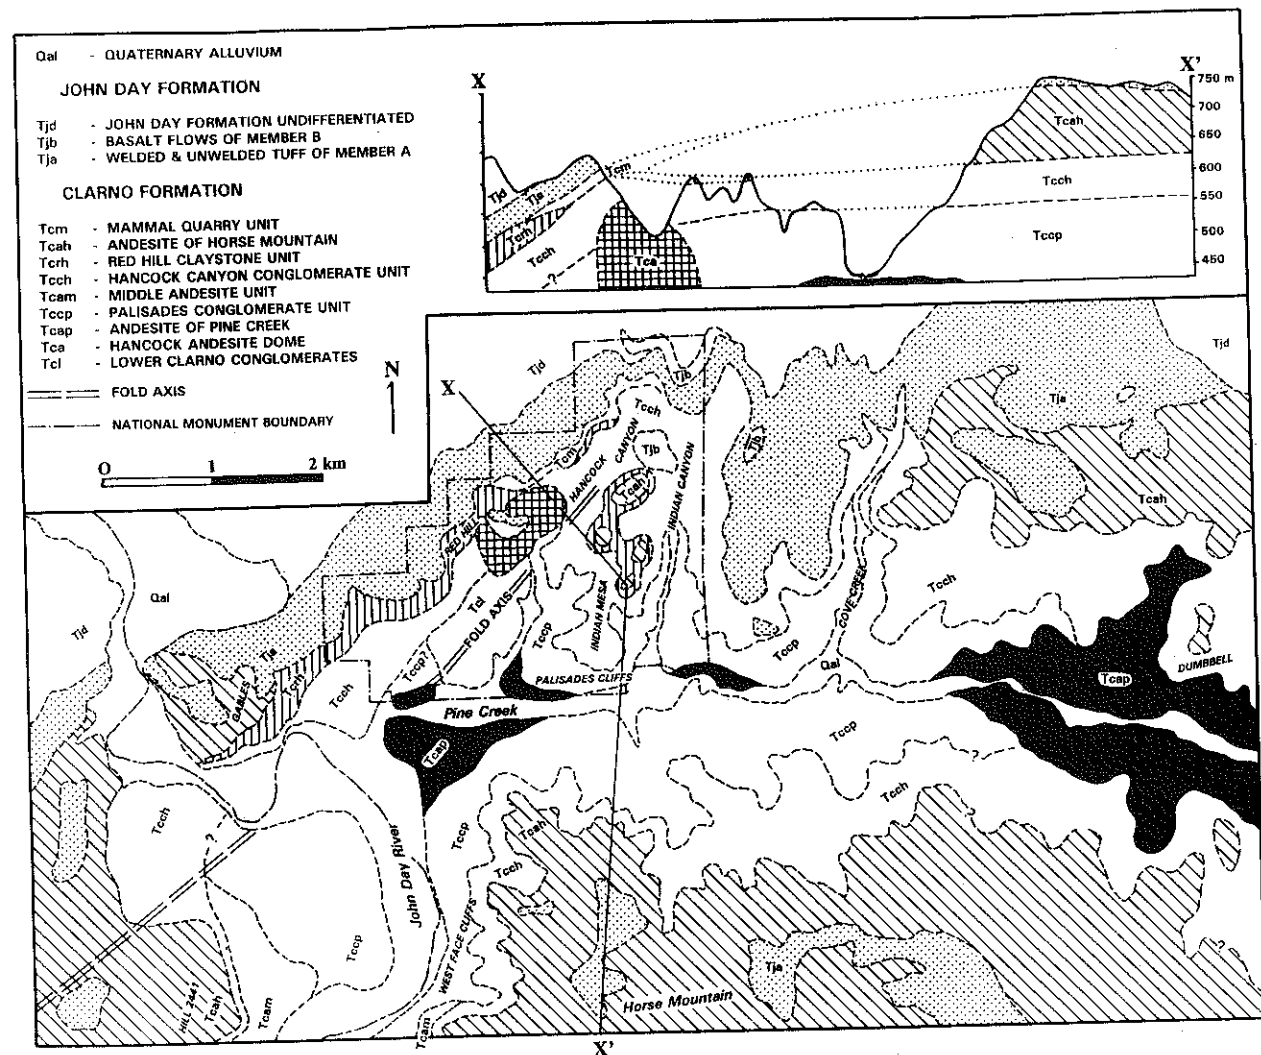 Qal - QUATERNARY ALLUVIUM
JOHN DAY FORMATION
Tjd - JOHN DAY FORMATION UNDIFFERENTIATED
Tjb - BASALT FLOWS OF MEMBER B
Tja - WELDED & UNWELDED TUFF OF MEMBER A
CLARNO FORMATION
Tcm - MAMMAL QUARRY UNIT
Tcah - ANDESITE OF HORSE MOUNTAIN
Tcrh - RED HILL CLAYSTONE UNIT
Tcch - HANCOCK CANYON CONGLOMERATE UNIT
Tcam - MIDDLE ANDESITE UNIT
Tccp - PALISADES CONGLOMERATE UNIT
Tcap - ANDESITE OF PINE CREEK
Tca - HANCOCK ANDESITE DOME
Tcl - LOWER CLARNO CONGLOMERATES
FOLD AXIS
NATIONAL MONUMENT BOUNDARY
N
0 1 2 km
X
X'
750 m
700
650
600
550
500
450
Tjd
Tja
Tcm
Tcrh
Tcch
-?
Tca
Tcah
Tcch
Tccp
Tjd
Tjd
X
Tjb
Tcch
Tja
Tcm
HANCOCK
CANYON
Tjb
Tjb
Tcah
INDIAN CANYON
Tcah
RED HILL
Qal
Tcl
FOLD AXIS
INDIAN MESA
COVE CREEK
Tcch
Tjd
Tja
Tccp?
Tccp
Tccp
DUMBBELL
Tcrh
GABLES
Tcch
PALISADES CLIFFS
Qal
Tcap
Pine Creek
Tcap
Tccp
?
Tcch
Tcch
?
Tccp
Tcah
Tcch
?
John Day River
Tccp
WEST FACE CLIFFS
Tja
-?
HILL 2441
Tcah
Tcam
Tcam
Horse Mountain
X'